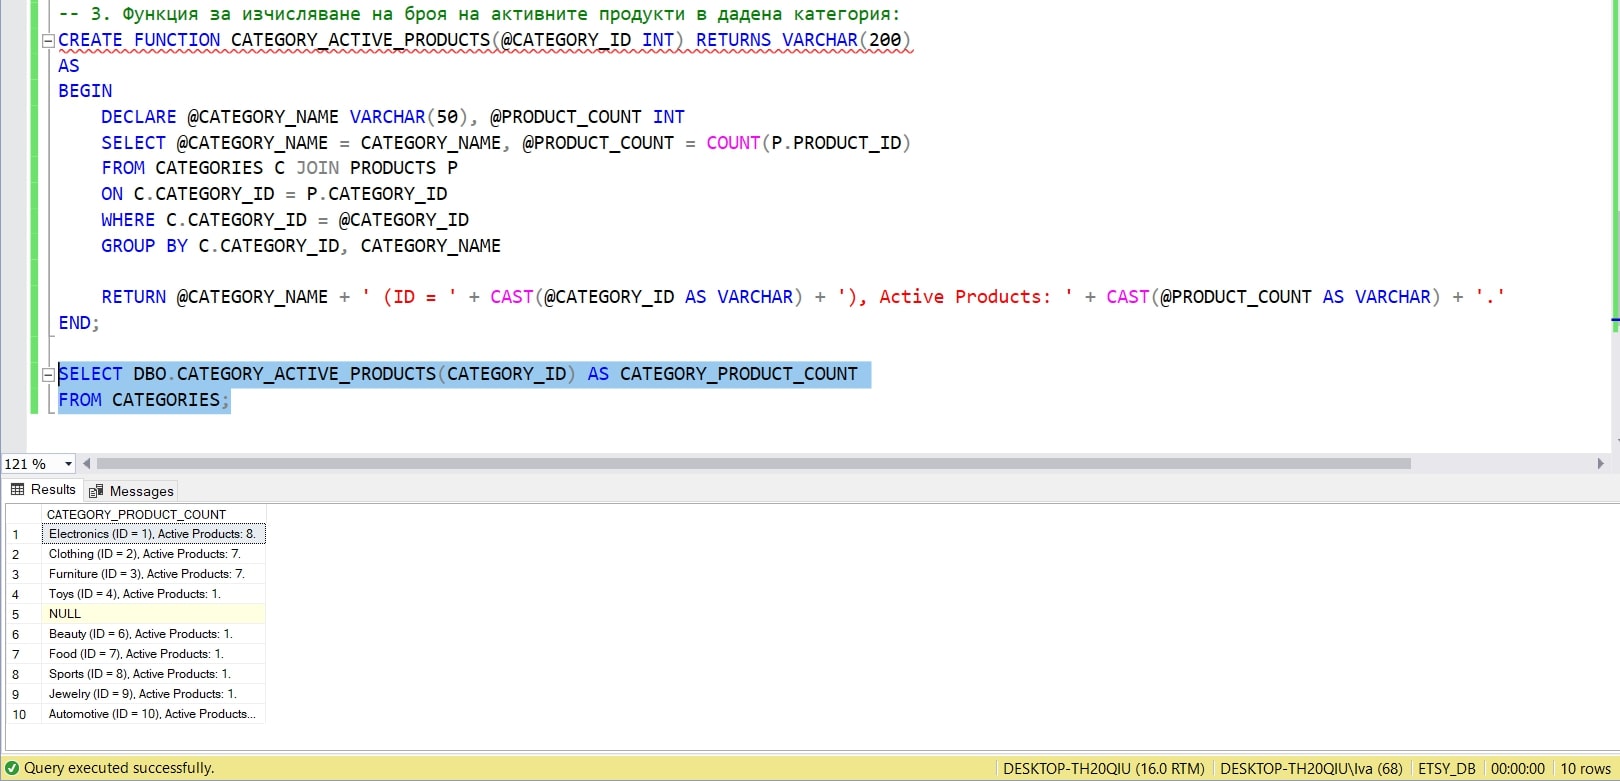 -- 3. Функция за изчисляване на броя на активните продукти в дадена категория:
CREATE FUNCTION CATEGORY_ACTIVE_PRODUCTS(@CATEGORY_ID INT) RETURNS VARCHAR(200)
AS
BEGIN
DECLARE @CATEGORY_NAME VARCHAR(50), @PRODUCT_COUNT INT
SELECT @CATEGORY_NAME = CATEGORY_NAME, @PRODUCT_COUNT = COUNT(P.PRODUCT_ID)
FROM CATEGORIES C JOIN PRODUCTS P
ON C.CATEGORY_ID = P.CATEGORY_ID
WHERE C.CATEGORY_ID = @CATEGORY_ID
GROUP BY C.CATEGORY_ID, CATEGORY_NAME
RETURN @CATEGORY_NAME + ' (ID = ' + CAST(@CATEGORY_ID AS VARCHAR) + '), Active Products: ' + CAST(@PRODUCT_COUNT AS VARCHAR) + '.'
END;
SELECT DBO.CATEGORY_ACTIVE_PRODUCTS(CATEGORY_ID) AS CATEGORY_PRODUCT_COUNT
FROM CATEGORIES;
121 %
Results Messages
CATEGORY_PRODUCT_COUNT
1 Electronics (ID = 1), Active Products: 8.
2 Clothing (ID = 2), Active Products: 7.
3 Furniture (ID = 3), Active Products: 7.
4 Toys (ID = 4), Active Products: 1.
5 NULL
6 Beauty (ID = 6), Active Products: 1.
7 Food (ID = 7), Active Products: 1.
8 Sports (ID = 8), Active Products: 1.
9 Jewelry (ID = 9), Active Products: 1.
10 Automotive (ID = 10), Active Products...
Query executed successfully. DESKTOP-TH20QIU (16.0 RTM) DESKTOP-TH20QIU\Iva (68) ETSY_DB 00:00:00 10 rows